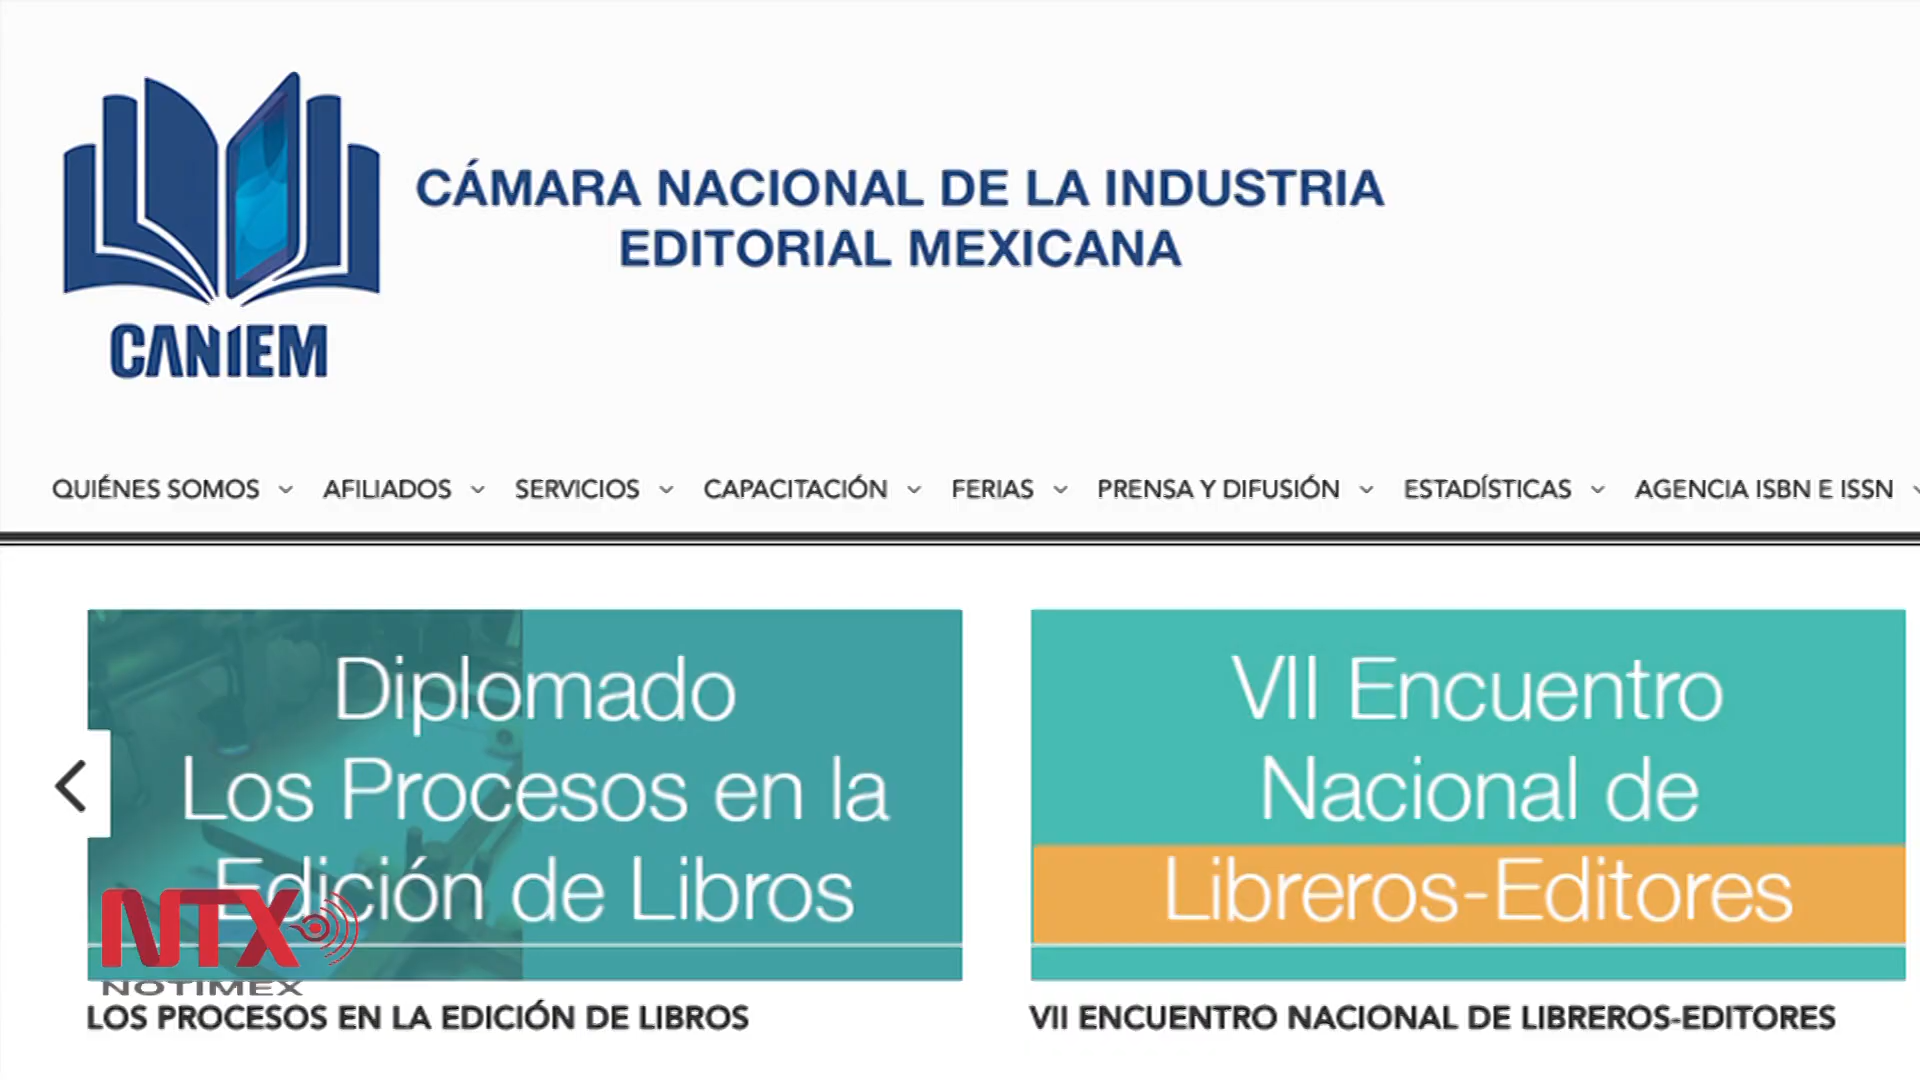 CÁMARA NACIONAL DE LA INDUSTRIA
EDITORIAL MEXICANA
CANIEM
QUIÉNES SOMOS AFILIADOS SERVICIOS CAPACITACIÓN FERIAS PRENSA Y DIFUSIÓN ESTADÍSTICAS AGENCIA ISBN E ISSN
Diplomado
Los Procesos en la
Edición de Libros
VII Encuentro
Nacional de
Libreros-Editores
NTX
NOTIMEX
LOS PROCESOS EN LA EDICIÓN DE LIBROS
VII ENCUENTRO NACIONAL DE LIBREROS-EDITORES